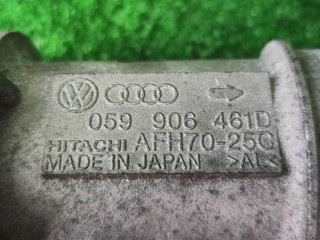 059 906 461D
HITACHI AFH70-25C
MADE IN JAPAN >AL<